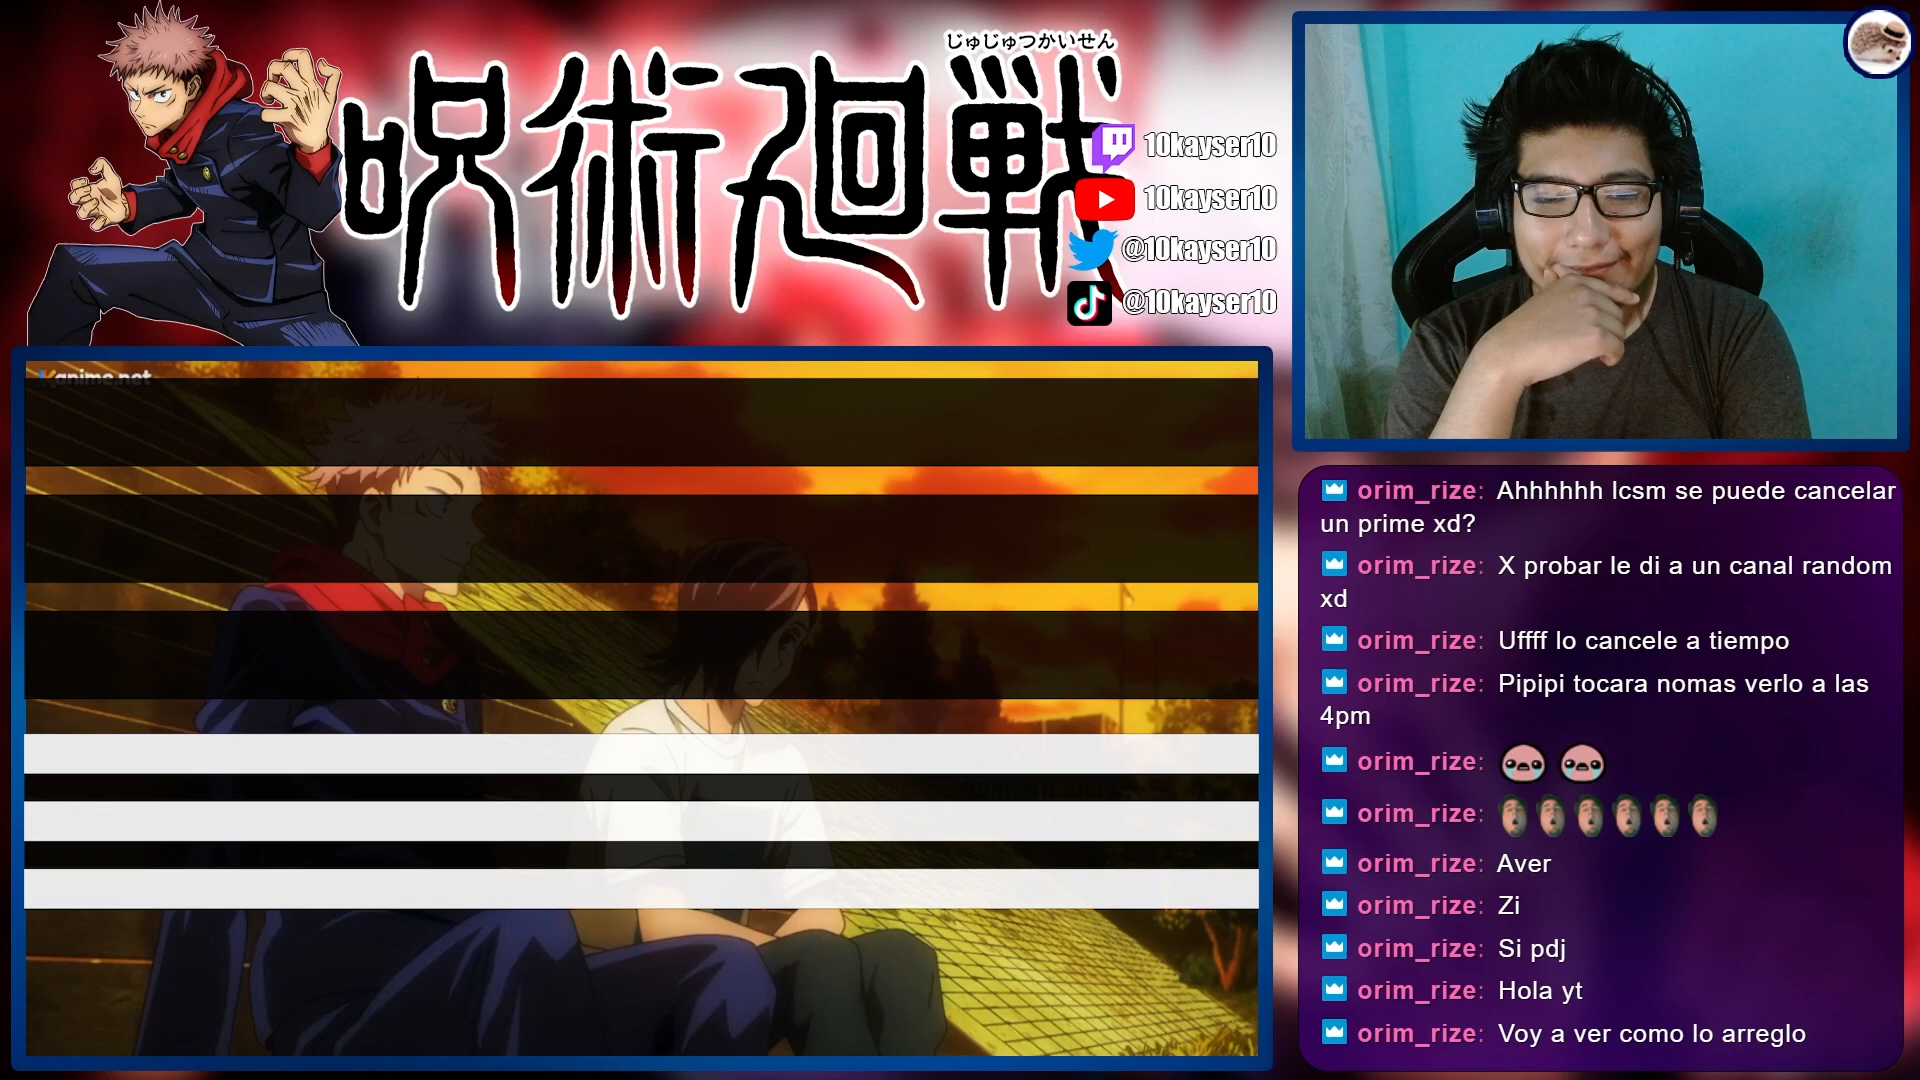 じゅじゅつかいせん
呪術廻戦
10kayser10
10kayser10
@10kayser10
@10kayser10
anime.net
orim_rize: Ahhhhhh lcsm se puede cancelar
un prime xd?
orim_rize: X probar le di a un canal random
xd
orim_rize: Uffff lo cancele a tiempo
orim_rize: Pipipi tocara nomas verlo a las
4pm
orim_rize:
orim_rize:
orim_rize: Aver
orim_rize: Zi
orim_rize: Si pdj
orim_rize: Hola yt
orim_rize: Voy a ver como lo arreglo